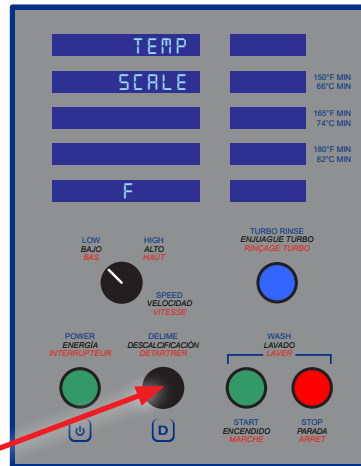 TEMP
SCALE
150°F MIN
66°C MIN
165°F MIN
74°C MIN
180°F MIN
82°C MIN
F
LOW
BAJO
BAS
HIGH
ALTO
HAUT
SPEED
VELOCIDAD
VITESSE
TURBO RINSE
ENJUAGUE TURBO
RINÇAGE TURBO
POWER
ENERGÍA
INTERRUPTEUR
DELIME
DESCALCIFICACIÓN
DETARTRER
WASH
LAVADO
LAVER
D
START
ENCENDIDO
MARCHE
STOP
PARADA
ARRET